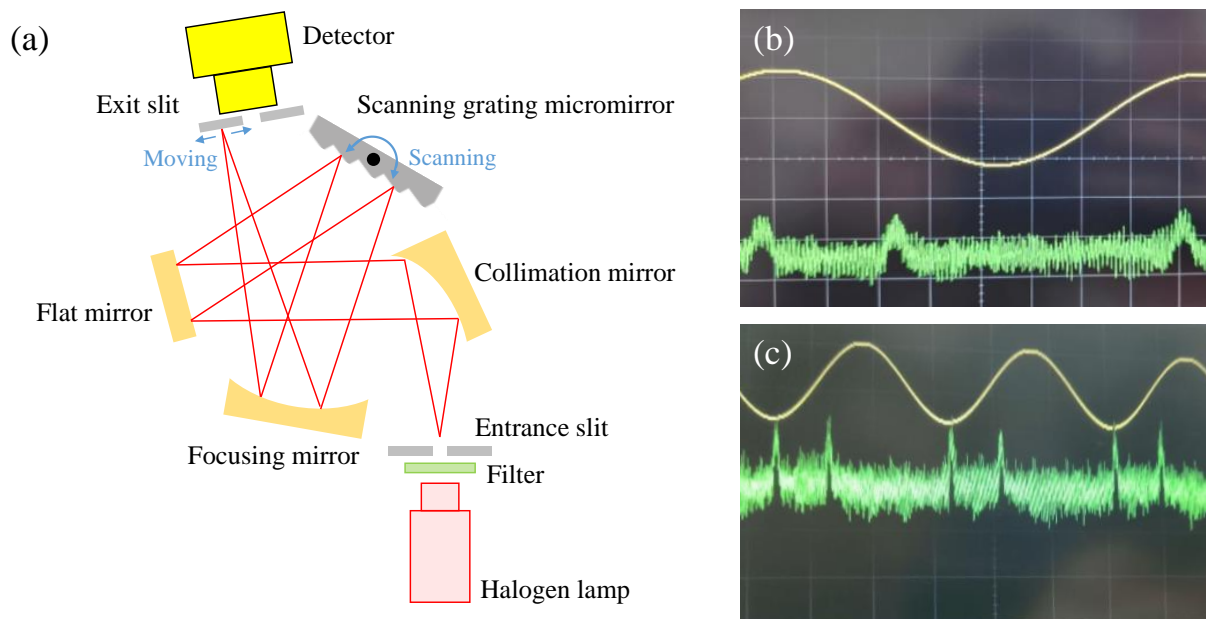 (a)
Detector
Exit slit
Scanning grating micromirror
Moving
Scanning
Collimation mirror
Flat mirror
Entrance slit
Focusing mirror
Filter
Halogen lamp
(b)
(c)